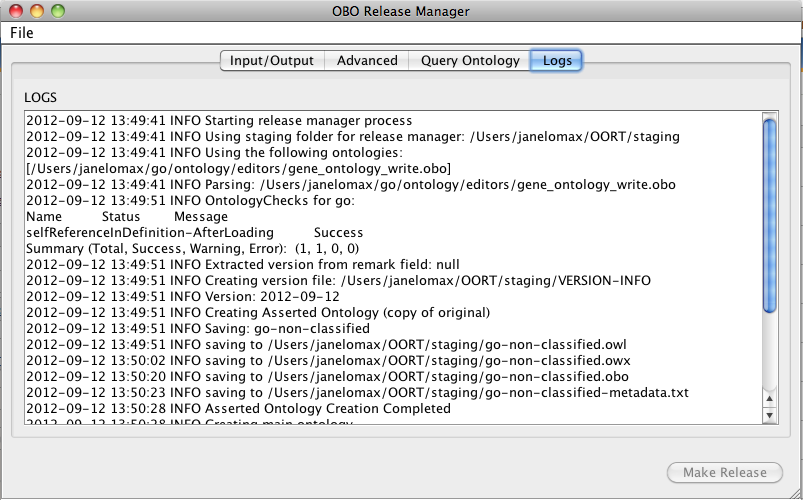 OBO Release Manager
File
Input/Output
Advanced
Query Ontology
Logs
LOGS
2012-09-12 13:49:41 INFO Starting release manager process
2012-09-12 13:49:41 INFO Using staging folder for release manager: /Users/janelomax/OORT/staging
2012-09-12 13:49:41 INFO Using the following ontologies:
[/Users/janelomax/go/ontology/editors/gene_ontology_write.obo]
2012-09-12 13:49:41 INFO Parsing: /Users/janelomax/go/ontology/editors/gene_ontology_write.obo
2012-09-12 13:49:51 INFO OntologyChecks for go:
Name Status Message
selfReferenceInDefinition-AfterLoading Success
Summary (Total, Success, Warning, Error): (1, 1, 0, 0)
2012-09-12 13:49:51 INFO Extracted version from remark field: null
2012-09-12 13:49:51 INFO Creating version file: /Users/janelomax/OORT/staging/VERSION-INFO
2012-09-12 13:49:51 INFO Version: 2012-09-12
2012-09-12 13:49:51 INFO Creating Asserted Ontology (copy of original)
2012-09-12 13:49:51 INFO Saving: go-non-classified
2012-09-12 13:49:51 INFO saving to /Users/janelomax/OORT/staging/go-non-classified.owl
2012-09-12 13:50:02 INFO saving to /Users/janelomax/OORT/staging/go-non-classified.owx
2012-09-12 13:50:20 INFO saving to /Users/janelomax/OORT/staging/go-non-classified.obo
2012-09-12 13:50:23 INFO saving to /Users/janelomax/OORT/staging/go-non-classified-metadata.txt
2012-09-12 13:50:28 INFO Asserted Ontology Creation Completed
2012-09-12 13:50:28 INFO Creating main ontology
Make Release